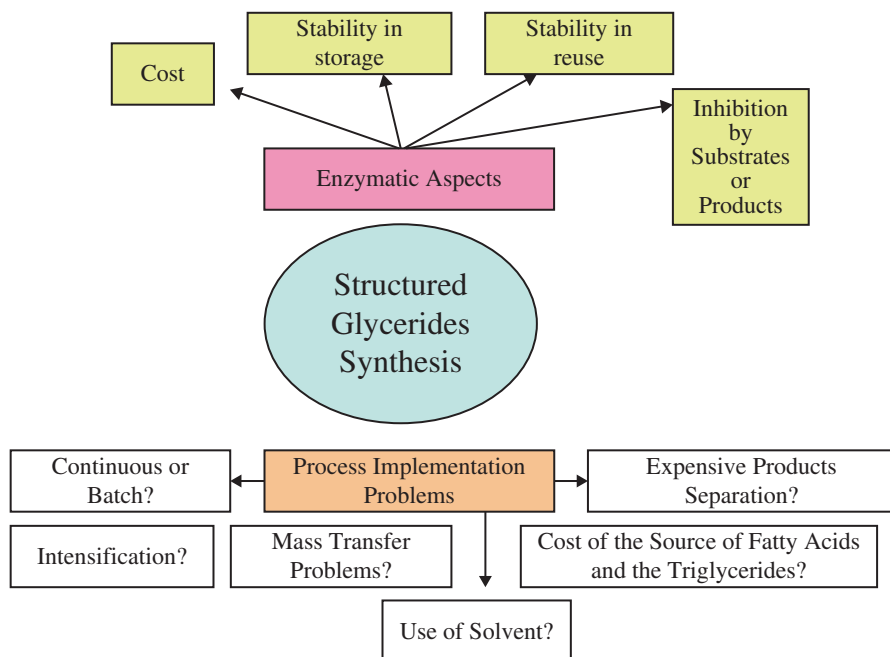 Stability in
storage
Stability in
reuse
Cost
Inhibition
by
Substrates
or
Products
Enzymatic Aspects
Structured
Glycerides
Synthesis
Continuous or
Batch?
Process Implementation
Problems
Expensive Products
Separation?
Intensification?
Mass Transfer
Problems?
Cost of the Source of Fatty Acids
and the Triglycerides?
Use of Solvent?